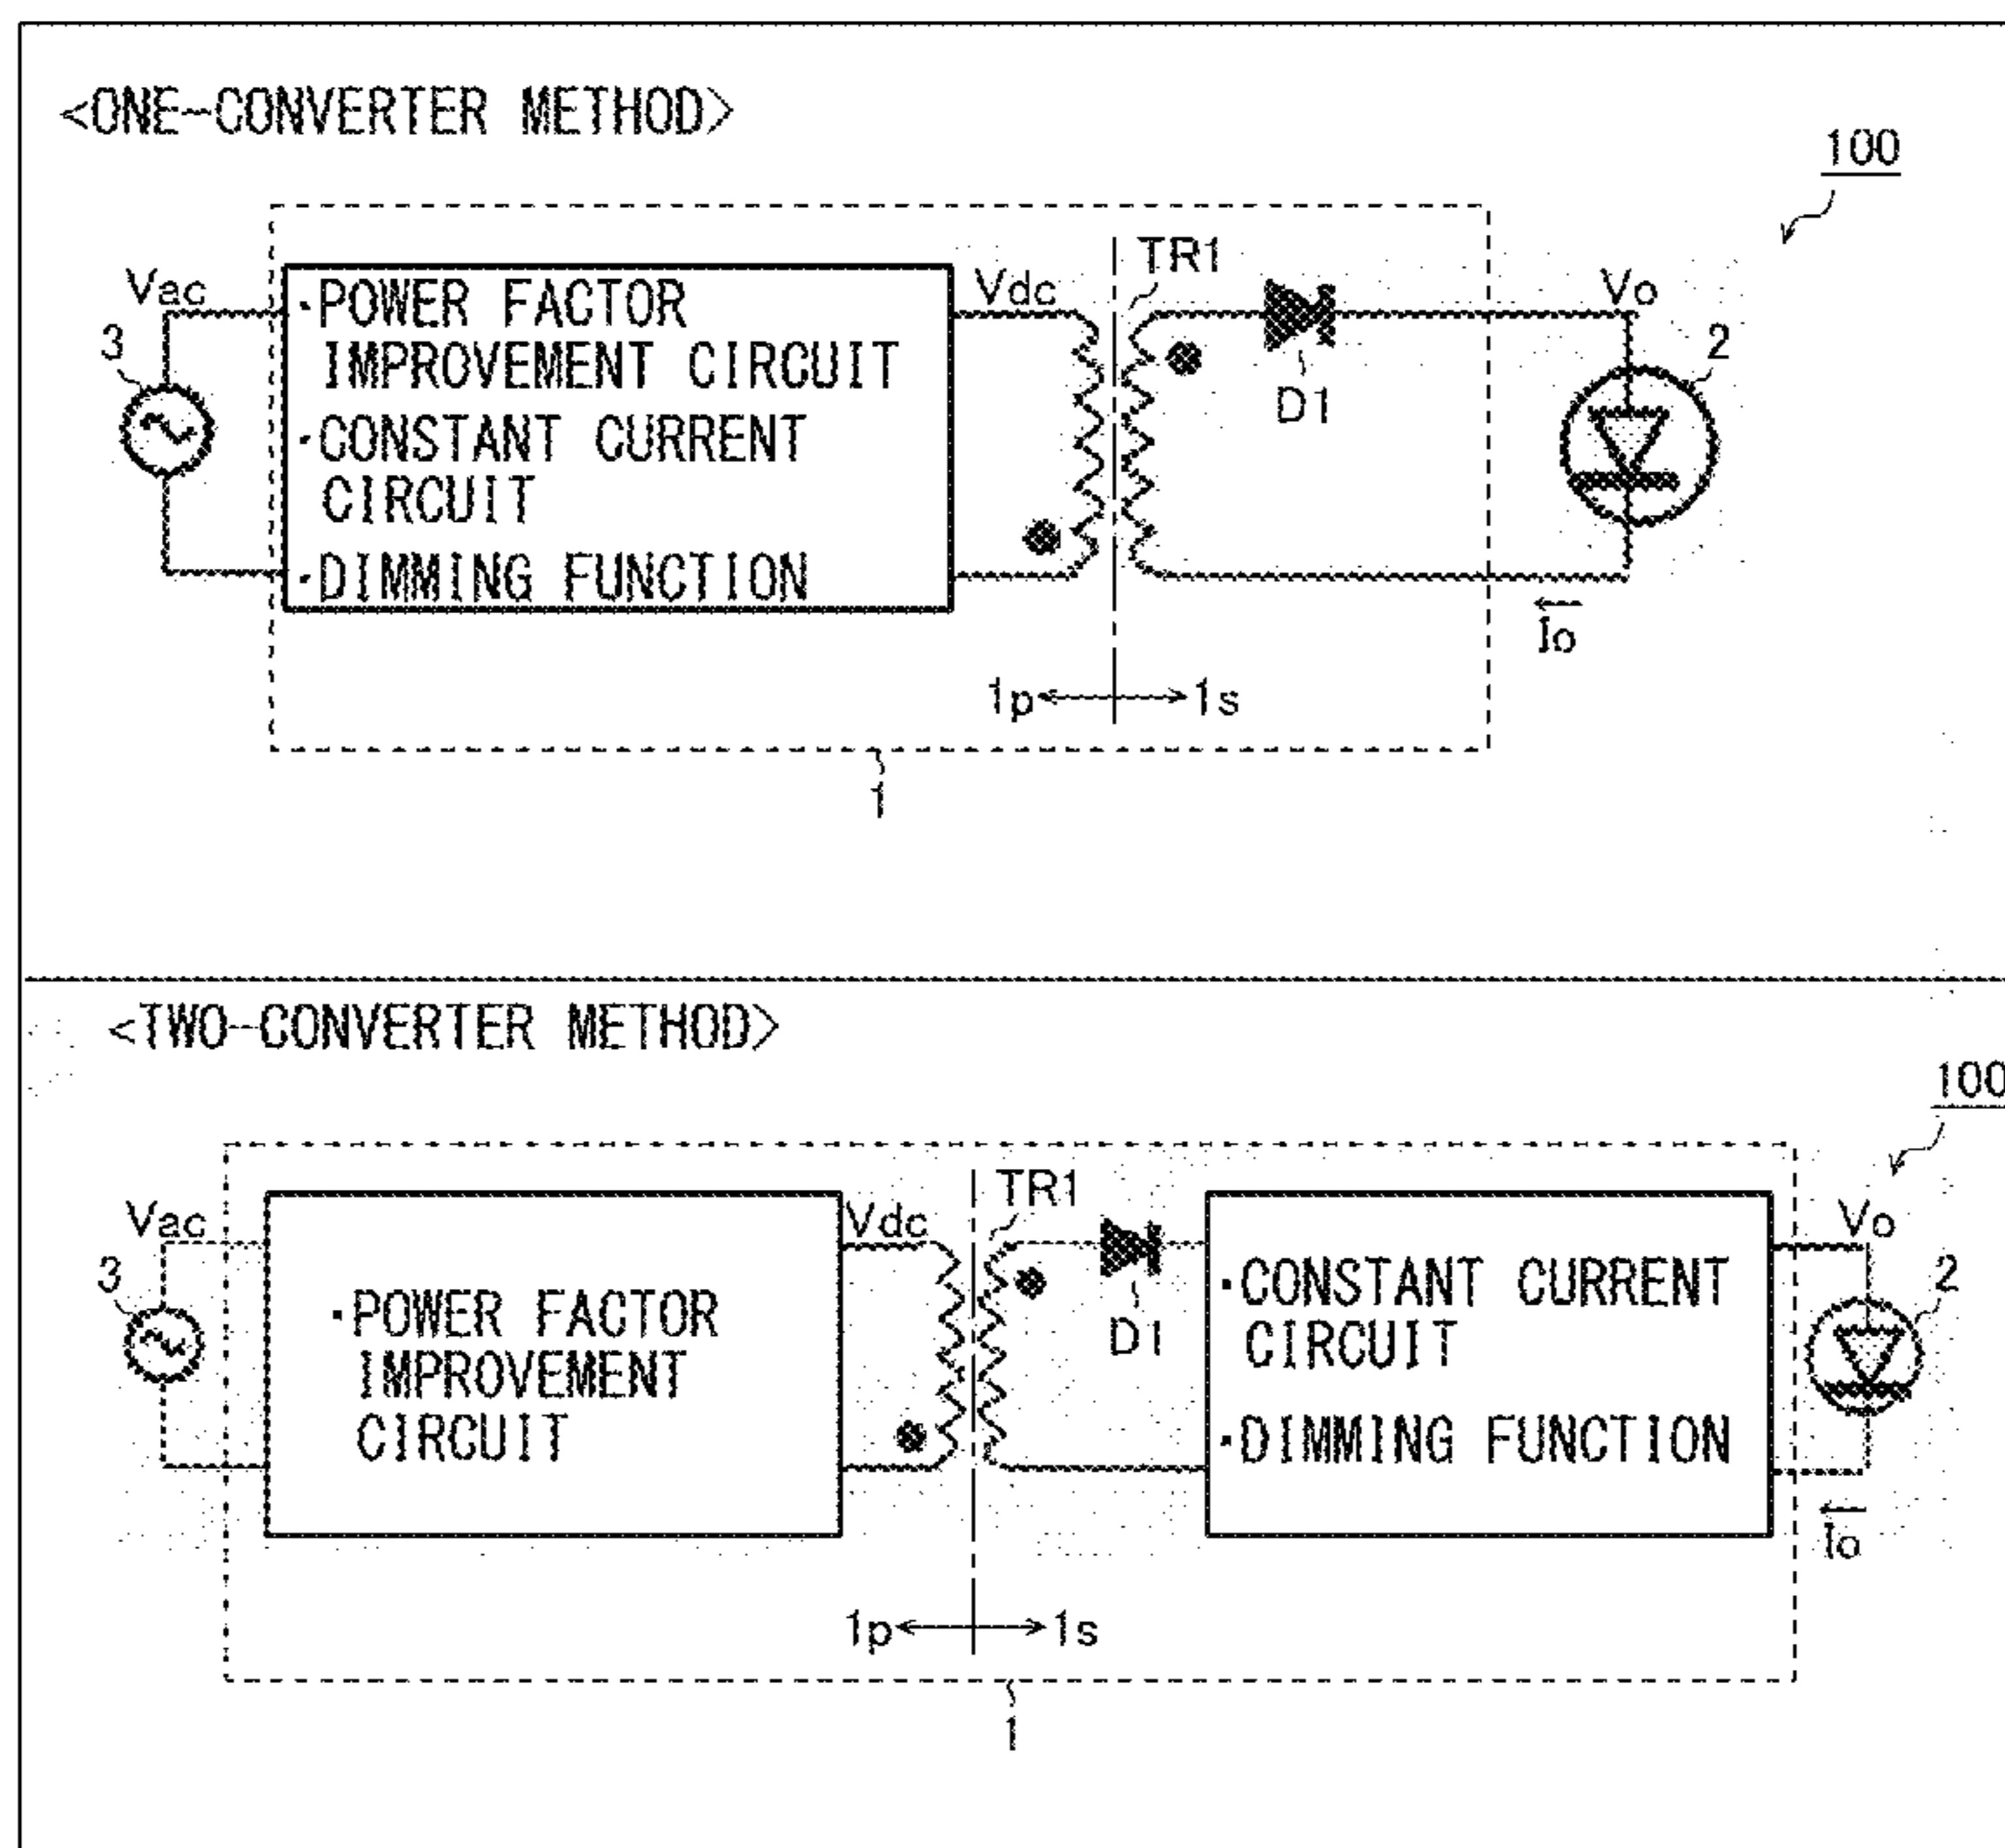 <ONE-CONVERTER METHOD>
100
Vac
3
·POWER FACTOR
IMPROVEMENT CIRCUIT
·CONSTANT CURRENT
CIRCUIT
·DIMMING FUNCTION
Vdc
TR1
D1
Vo
2
Io
1p
1s
1
<TWO-CONVERTER METHOD>
100
Vac
3
·POWER FACTOR
IMPROVEMENT
CIRCUIT
Vdc
TR1
D1
·CONSTANT CURRENT
CIRCUIT
·DIMMING FUNCTION
Vo
2
Io
1p
1s
1